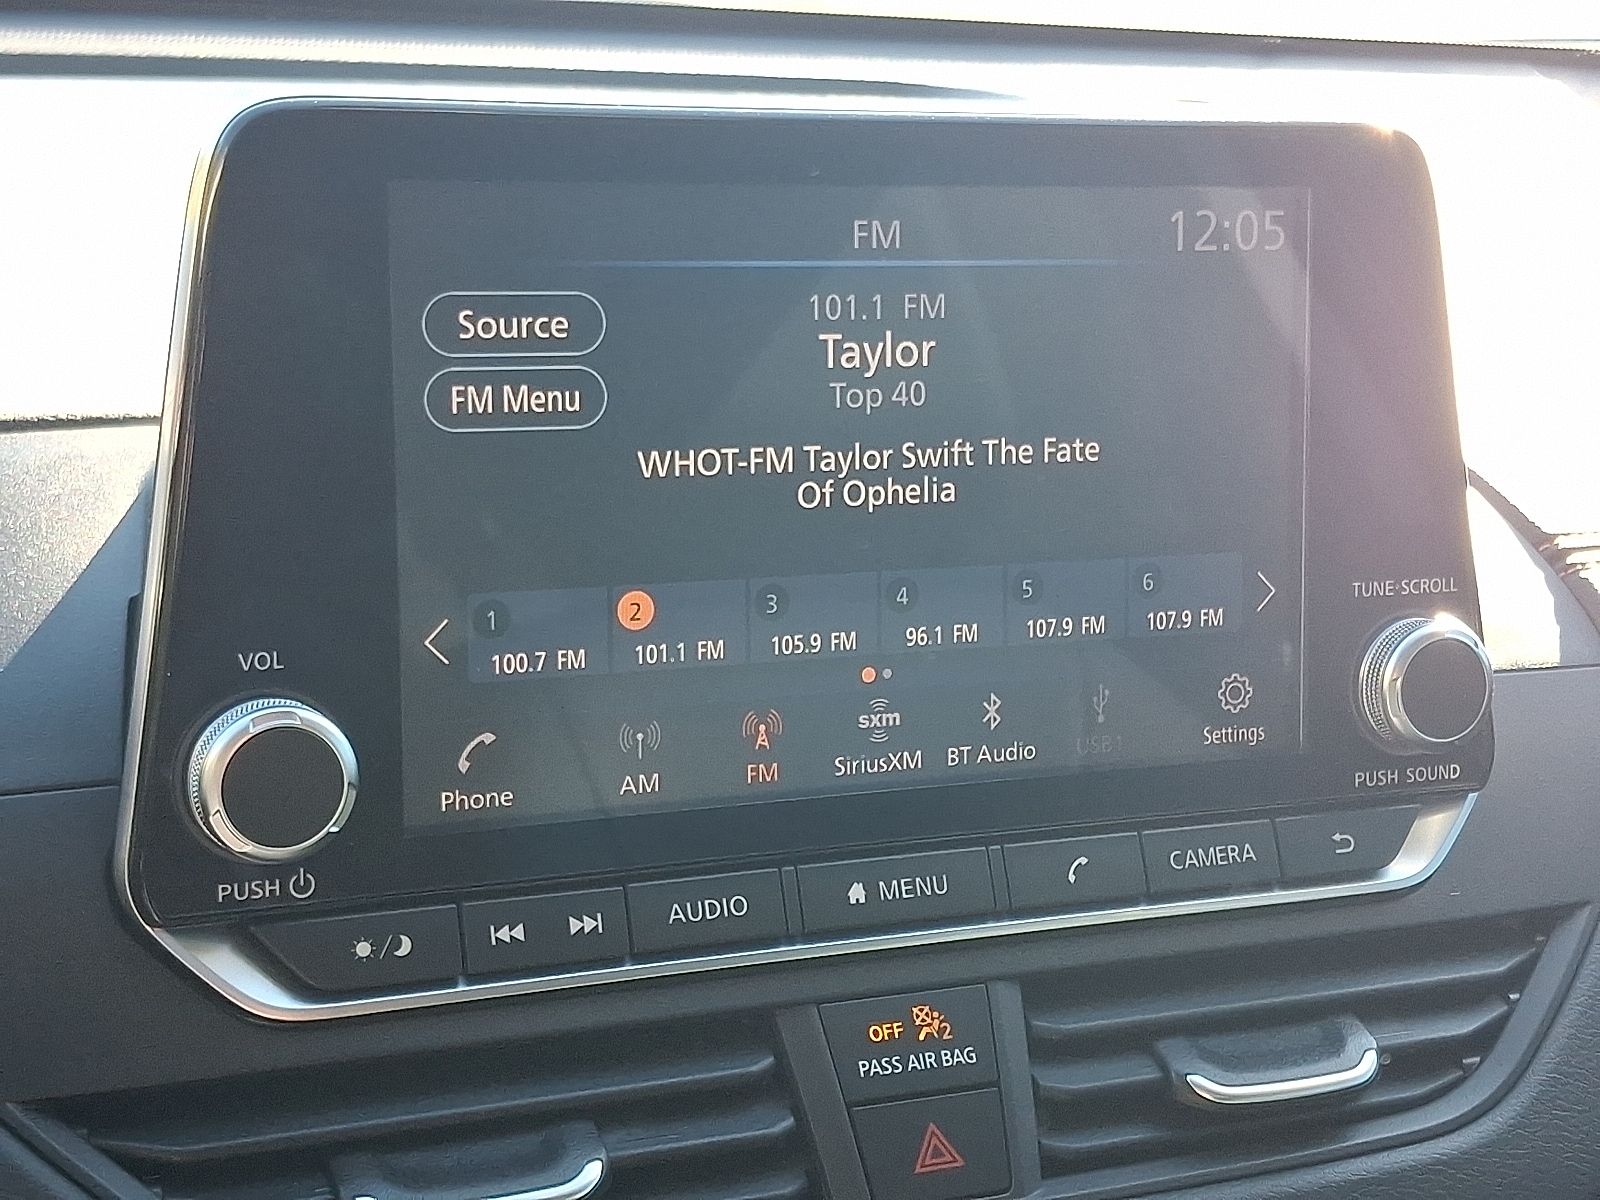 FM
12:05
Source
FM Menu
101.1 FM
Taylor
Top 40
WHOT-FM Taylor Swift The Fate
Of Ophelia
1
100.7 FM
2
101.1 FM
3
105.9 FM
4
96.1 FM
5
107.9 FM
6
107.9 FM
Phone
AM
FM
sxm
SiriusXM
BT Audio
USB1
Settings
VOL
PUSH
TUNE·SCROLL
PUSH SOUND
AUDIO
MENU
CAMERA
OFF
2
PASS AIR BAG